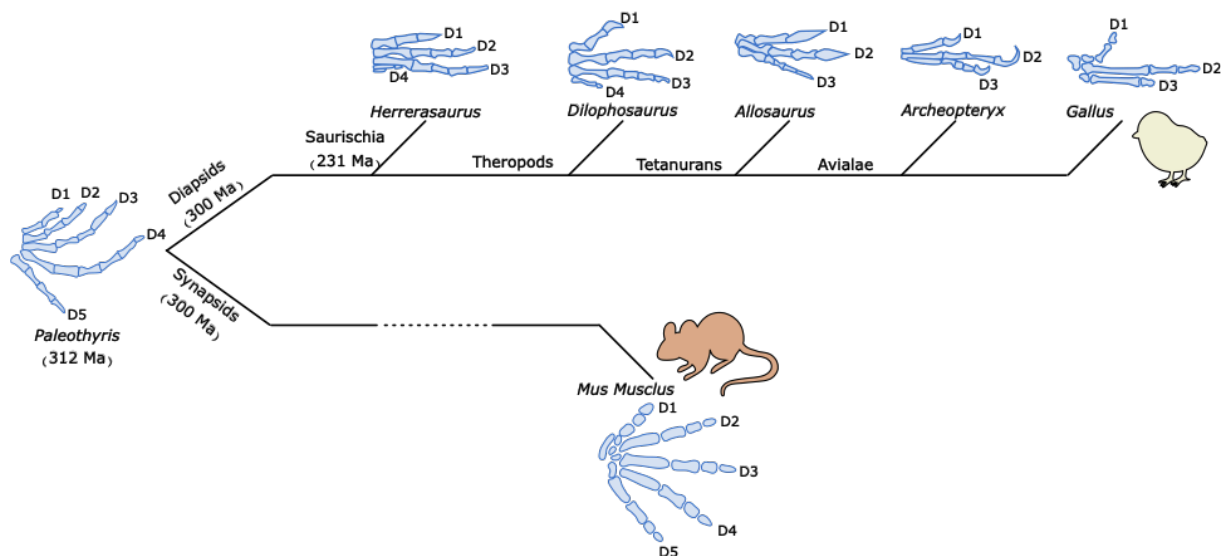 D1
D2
D3
D4
Herrerasaurus
D1
D2
D3
D4
Dilophosaurus
D1
D2
D3
Allosaurus
D1
D2
D3
Archeopteryx
D1
D2
D3
Gallus
Saurischia
(231 Ma)
Theropods
Tetanurans
Avialae
Diapsids
(300 Ma)
D1
D2
D3
D4
D5
Paleothyris
(312 Ma)
Synapsids
(300 Ma)
Mus Musclus
D1
D2
D3
D4
D5